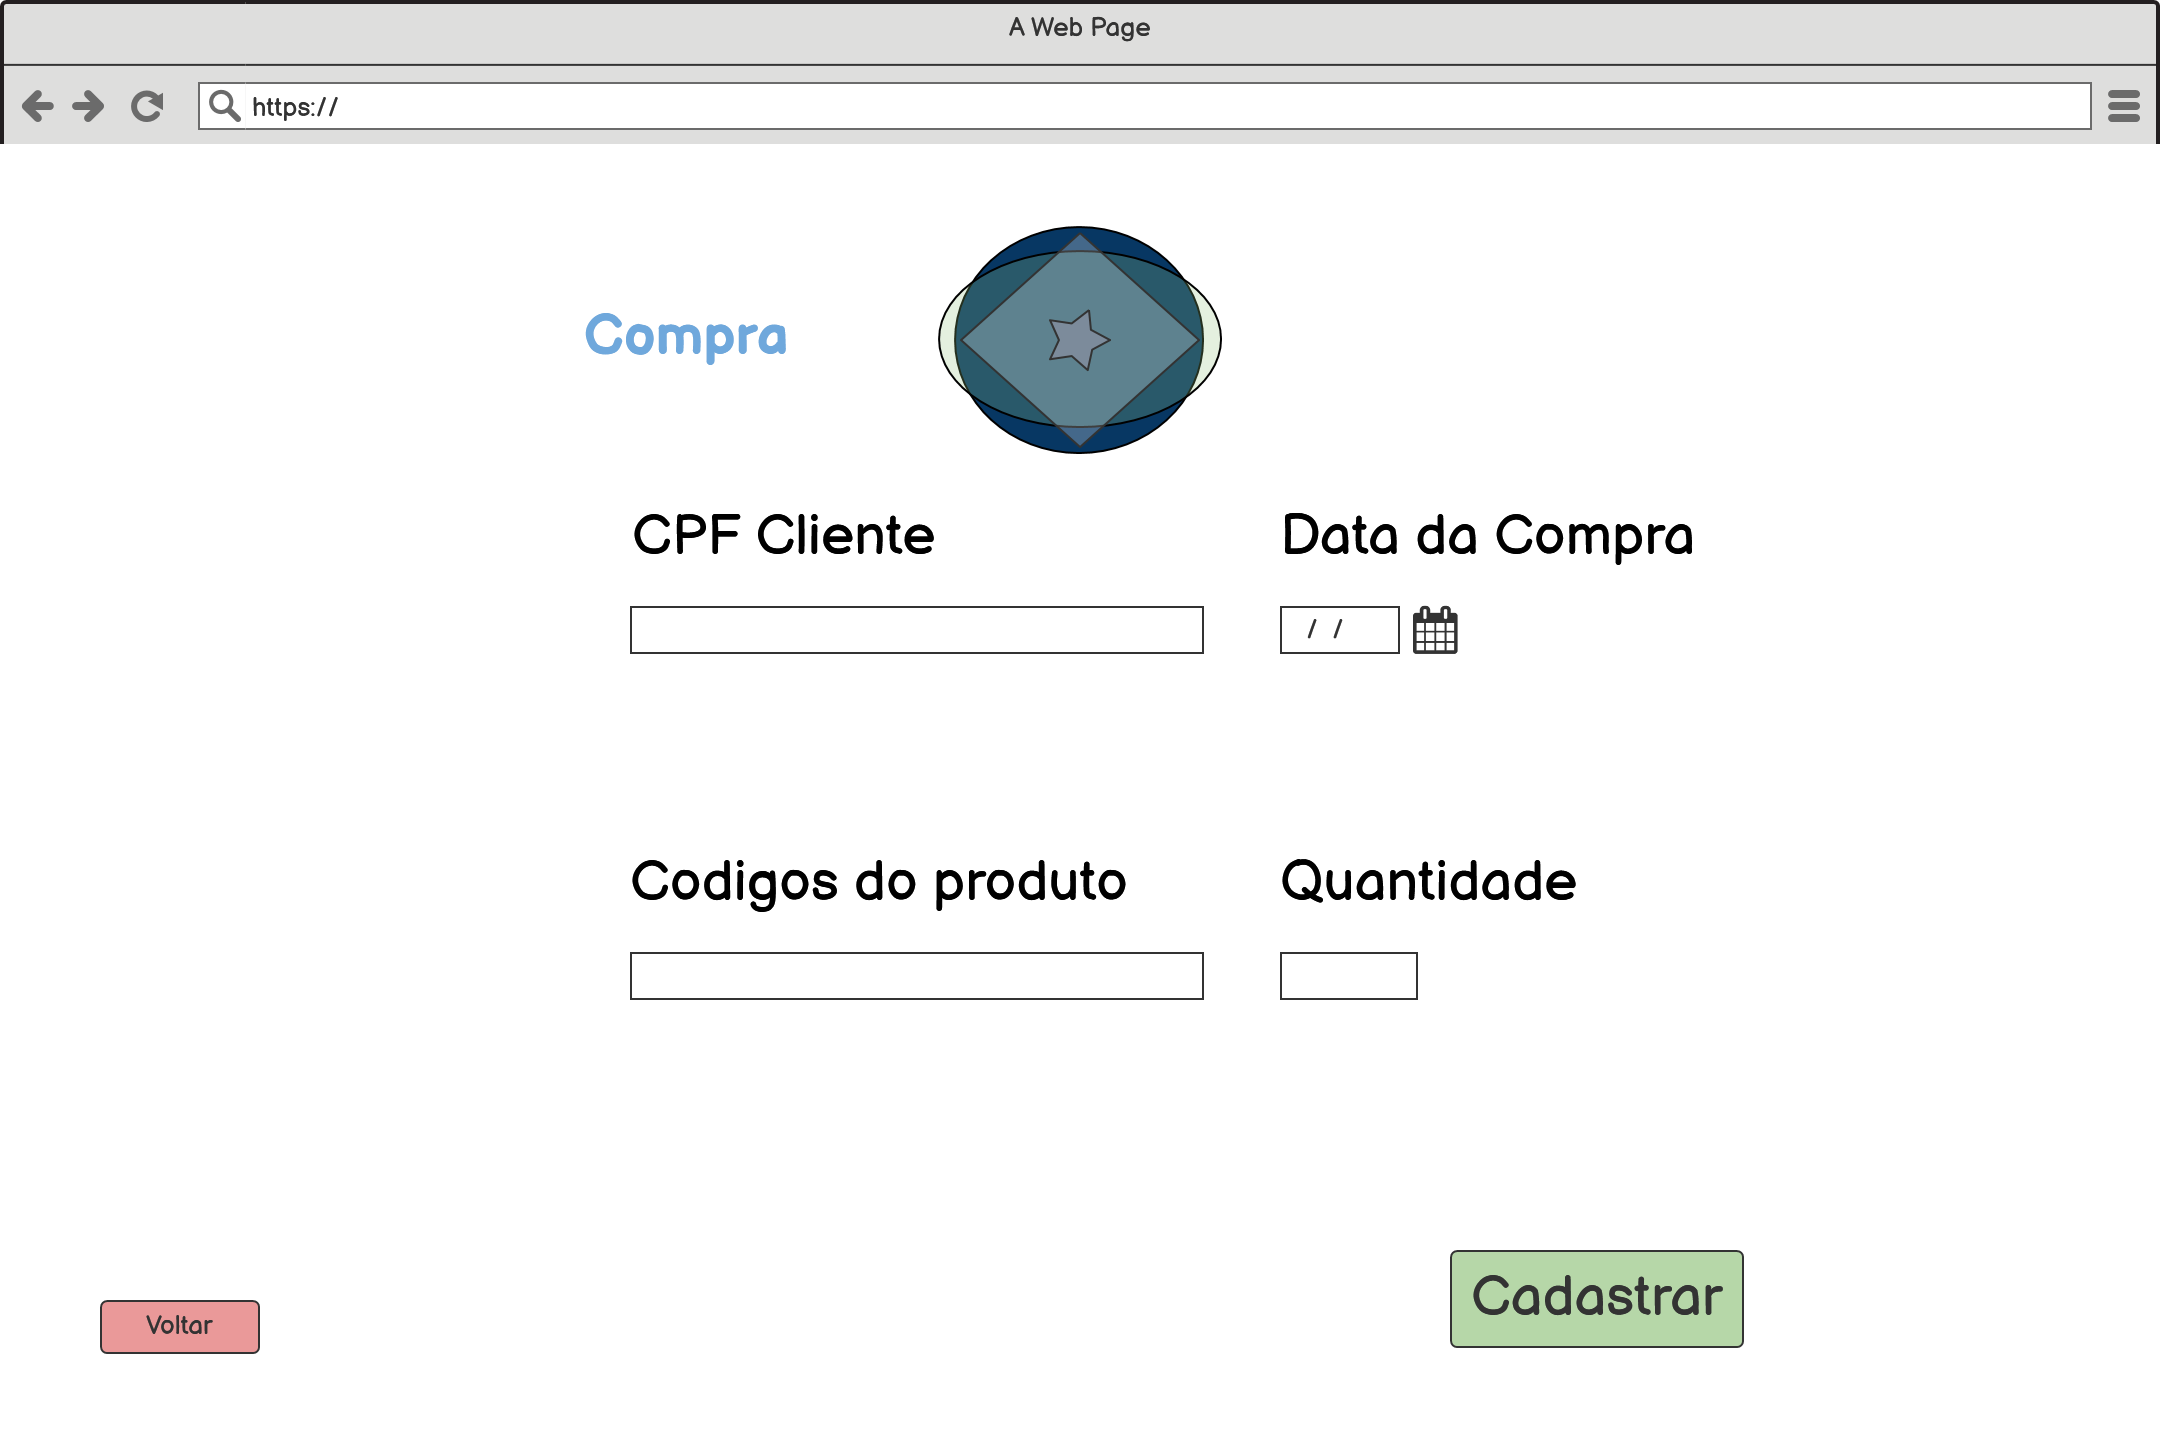 A Web Page
https://
Compra
CPF Cliente
Data da Compra
/ /
Codigos do produto
Quantidade
Cadastrar
Voltar